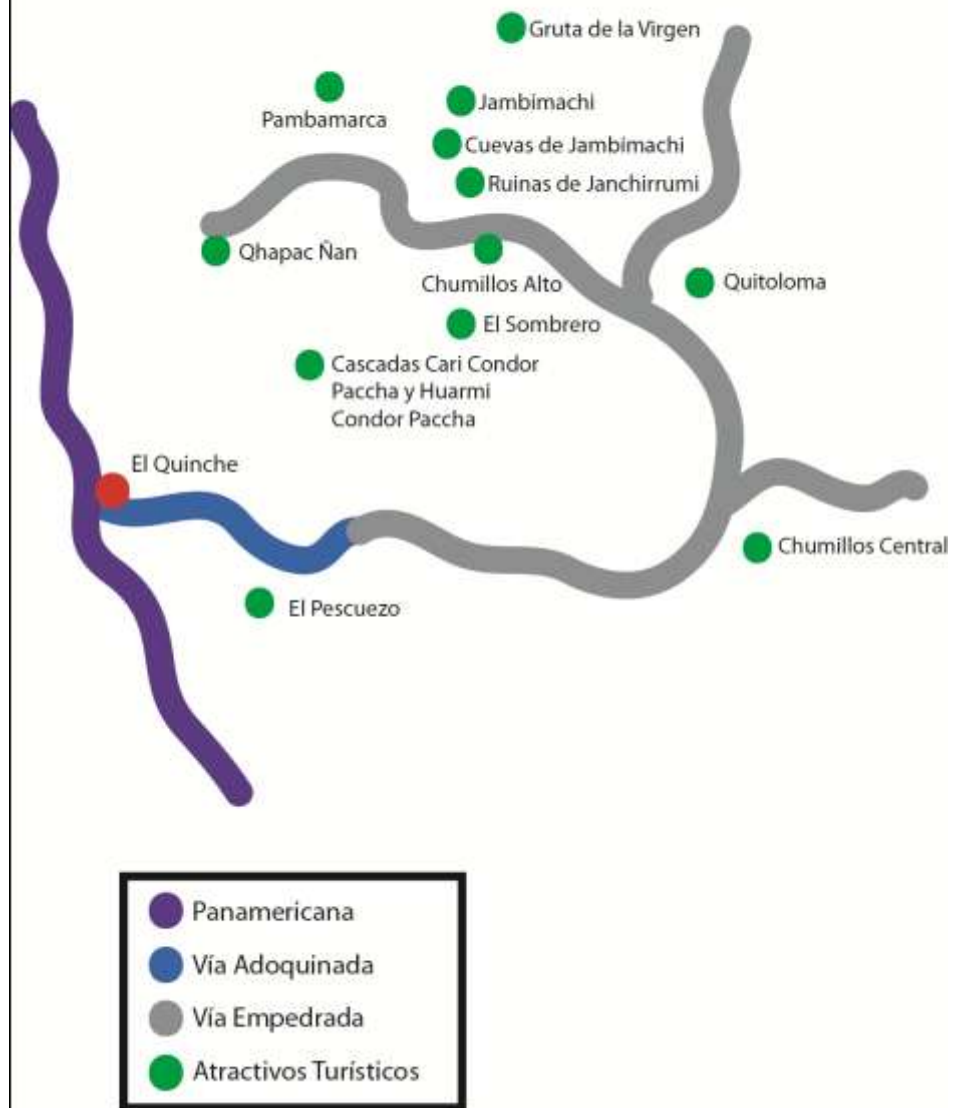 Gruta de la Virgen
Pambamarca
Jambimachi
Cuevas de Jambimachi
Ruinas de Janchirrumi
Qhapac Ñan
Chumillos Alto
Quitoloma
El Sombrero
Cascadas Cari Condor
Paccha y Huarmi
Condor Paccha
El Quinche
Chumillos Central
El Pescuezo
Panamericana
Vía Adoquinada
Vía Empedrada
Atractivos Turísticos